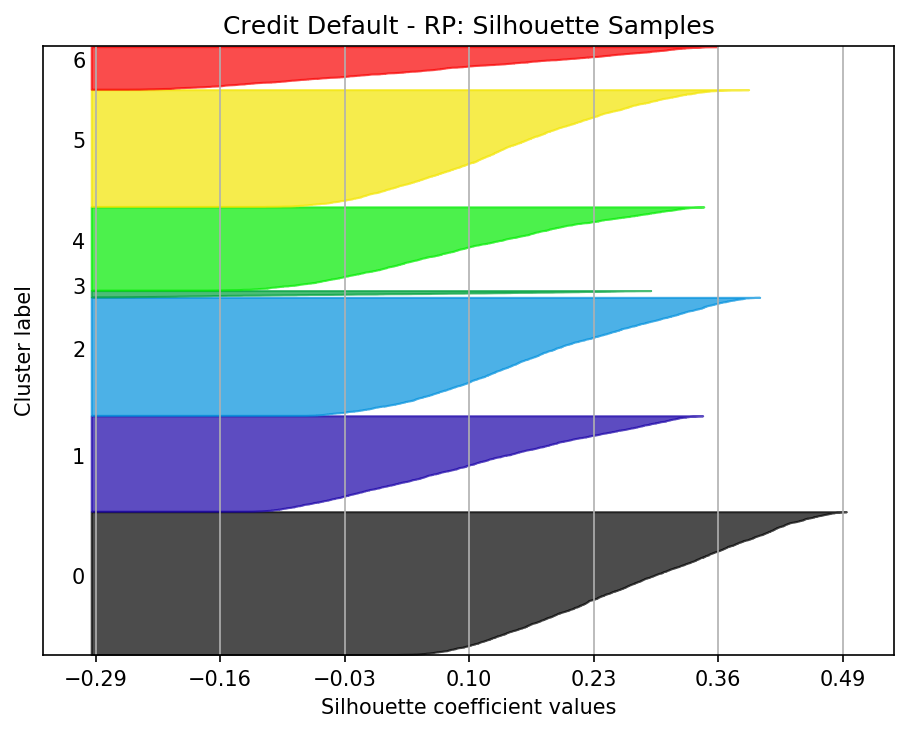 Credit Default - RP: Silhouette Samples
6
5
4
3
2
1
0
Cluster label
−0.29 −0.16 −0.03 0.10 0.23 0.36 0.49
Silhouette coefficient values